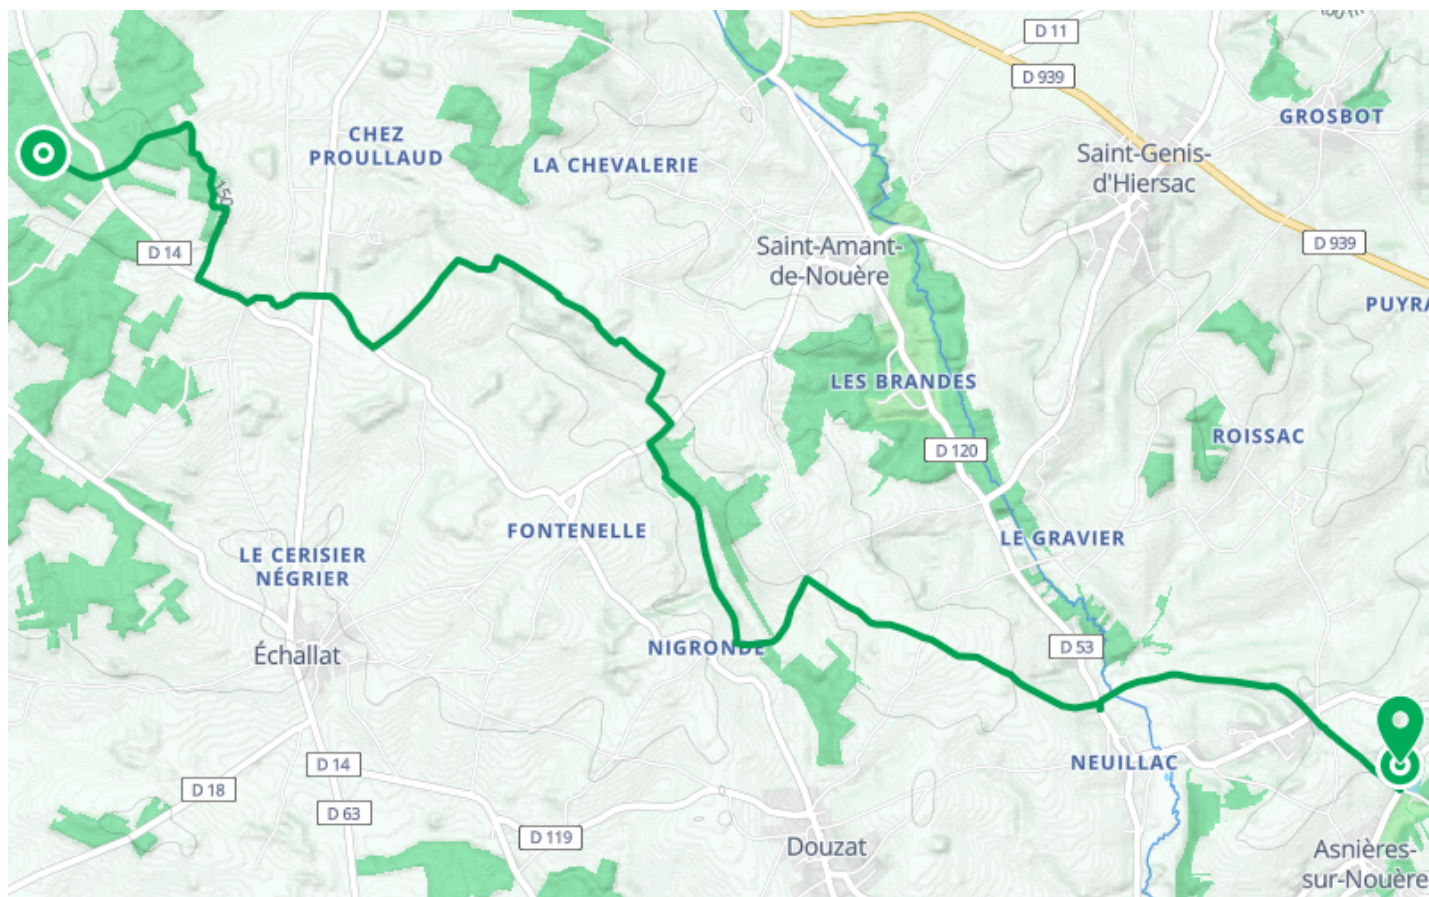 D 11
D 939
GROSBOT
CHEZ
PROULLAUD
LA CHEVALERIE
Saint-Genis-
d'Hiersac
150
D 14
Saint-Amant-
de-Nouère
D 939
PUYRA
LES BRANDES
ROISSAC
D 120
FONTENELLE
LE GRAVIER
LE CERISIER
NÉGRIER
Échallat
NIGRONDE
D 53
NEUILLAC
D 14
D 18
D 63
D 119
Douzat
Asnières-
sur-Nouère